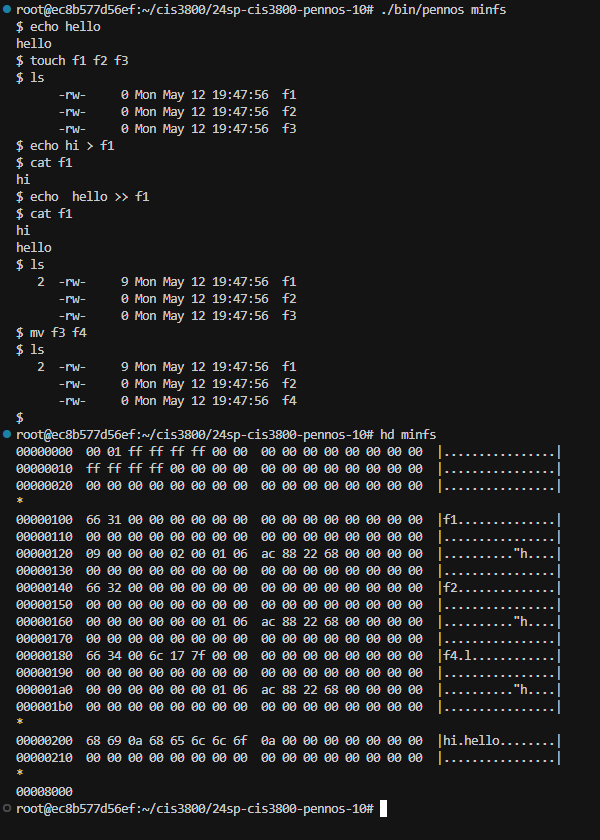 root@ec8b577d56ef:~/cis3800/24sp-cis3800-pennos-10# ./bin/pennos minfs
$ echo hello
hello
$ touch f1 f2 f3
$ ls
      -rw-     0 Mon May 12 19:47:56  f1
      -rw-     0 Mon May 12 19:47:56  f2
      -rw-     0 Mon May 12 19:47:56  f3
$ echo hi > f1
$ cat f1
hi
$ echo  hello >> f1
$ cat f1
hi
hello
$ ls
   2  -rw-     9 Mon May 12 19:47:56  f1
      -rw-     0 Mon May 12 19:47:56  f2
      -rw-     0 Mon May 12 19:47:56  f3
$ mv f3 f4
$ ls
   2  -rw-     9 Mon May 12 19:47:56  f1
      -rw-     0 Mon May 12 19:47:56  f2
      -rw-     0 Mon May 12 19:47:56  f4
$
root@ec8b577d56ef:~/cis3800/24sp-cis3800-pennos-10# hd minfs
00000000  00 01 ff ff ff ff 00 00  00 00 00 00 00 00 00 00  |................|
00000010  ff ff ff ff 00 00 00 00  00 00 00 00 00 00 00 00  |................|
00000020  00 00 00 00 00 00 00 00  00 00 00 00 00 00 00 00  |................|
*
00000100  66 31 00 00 00 00 00 00  00 00 00 00 00 00 00 00  |f1..............|
00000110  00 00 00 00 00 00 00 00  00 00 00 00 00 00 00 00  |................|
00000120  09 00 00 00 02 00 01 06  ac 88 22 68 00 00 00 00  |.........."h....|
00000130  00 00 00 00 00 00 00 00  00 00 00 00 00 00 00 00  |................|
00000140  66 32 00 00 00 00 00 00  00 00 00 00 00 00 00 00  |f2..............|
00000150  00 00 00 00 00 00 00 00  00 00 00 00 00 00 00 00  |................|
00000160  00 00 00 00 00 00 01 06  ac 88 22 68 00 00 00 00  |.........."h....|
00000170  00 00 00 00 00 00 00 00  00 00 00 00 00 00 00 00  |................|
00000180  66 34 00 6c 17 7f 00 00  00 00 00 00 00 00 00 00  |f4.l............|
00000190  00 00 00 00 00 00 00 00  00 00 00 00 00 00 00 00  |................|
000001a0  00 00 00 00 00 00 01 06  ac 88 22 68 00 00 00 00  |.........."h....|
000001b0  00 00 00 00 00 00 00 00  00 00 00 00 00 00 00 00  |................|
*
00000200  68 69 0a 68 65 6c 6c 6f  0a 00 00 00 00 00 00 00  |hi.hello........|
00000210  00 00 00 00 00 00 00 00  00 00 00 00 00 00 00 00  |................|
*
00008000
root@ec8b577d56ef:~/cis3800/24sp-cis3800-pennos-10#